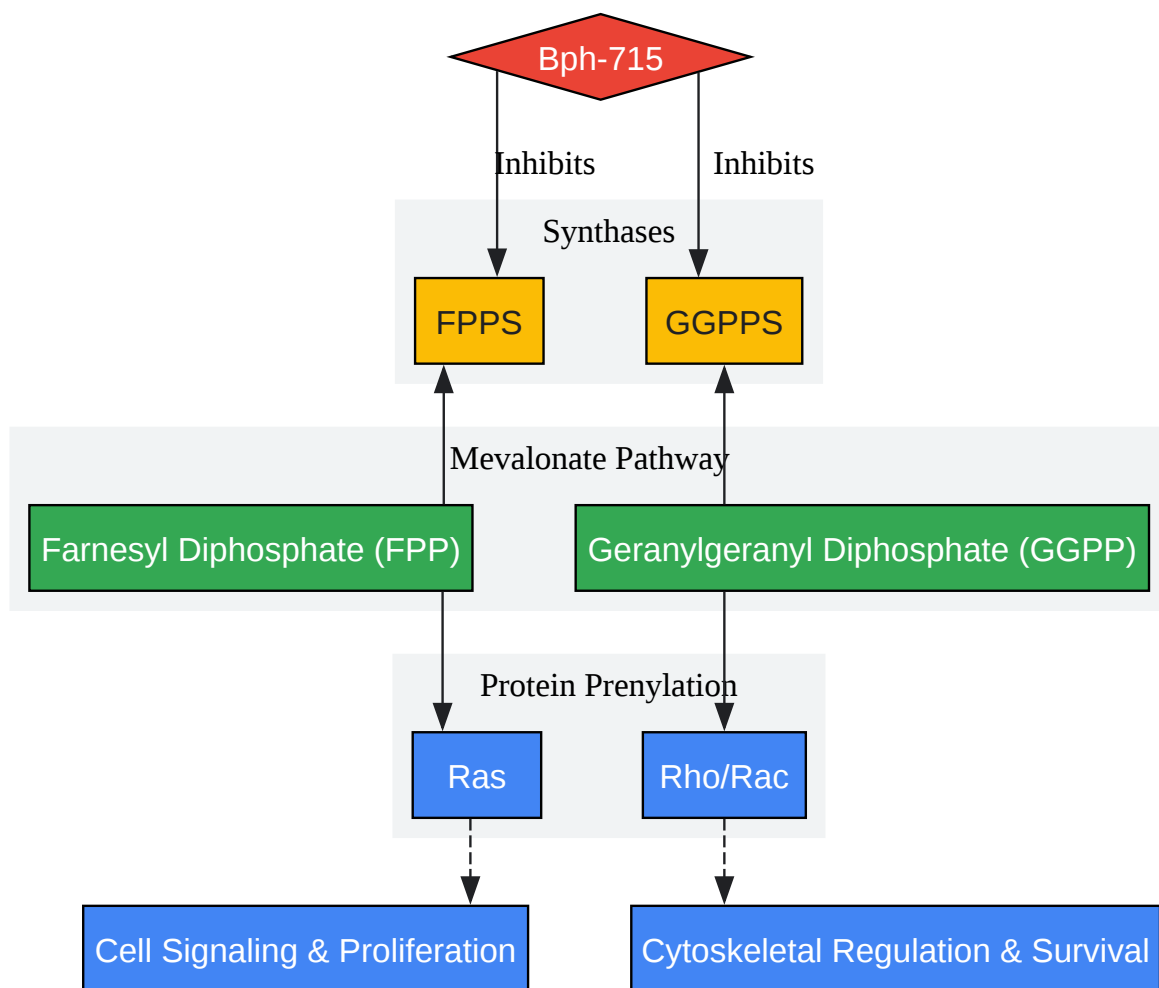 Bph-715
Inhibits
Inhibits
Synthases
FPPS
GGPPS
Mevalonate Pathway
Farnesyl Diphosphate (FPP)
Geranylgeranyl Diphosphate (GGPP)
Protein Prenylation
Ras
Rho/Rac
Cell Signaling & Proliferation
Cytoskeletal Regulation & Survival